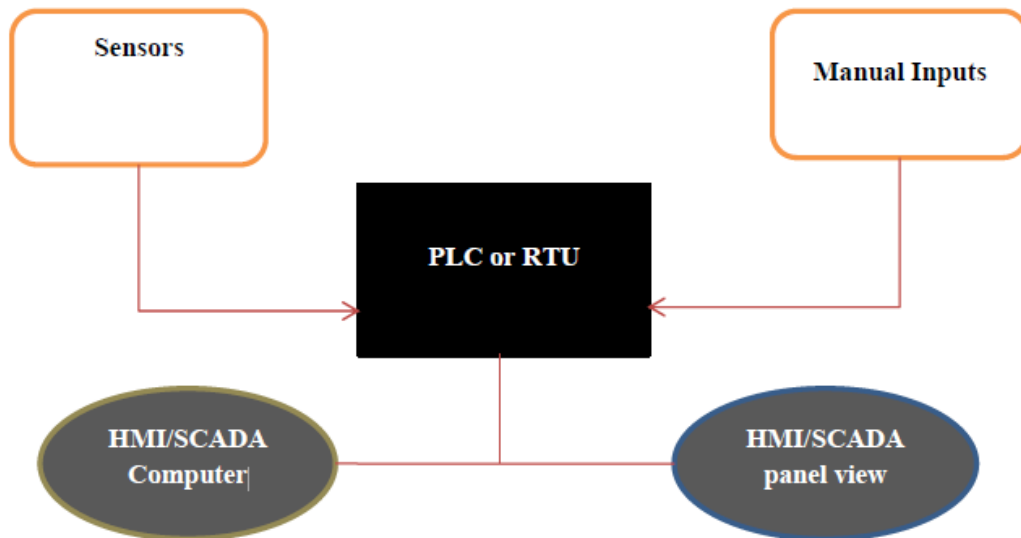 Sensors
Manual Inputs
PLC or RTU
HMI/SCADA
Computer
HMI/SCADA
panel view